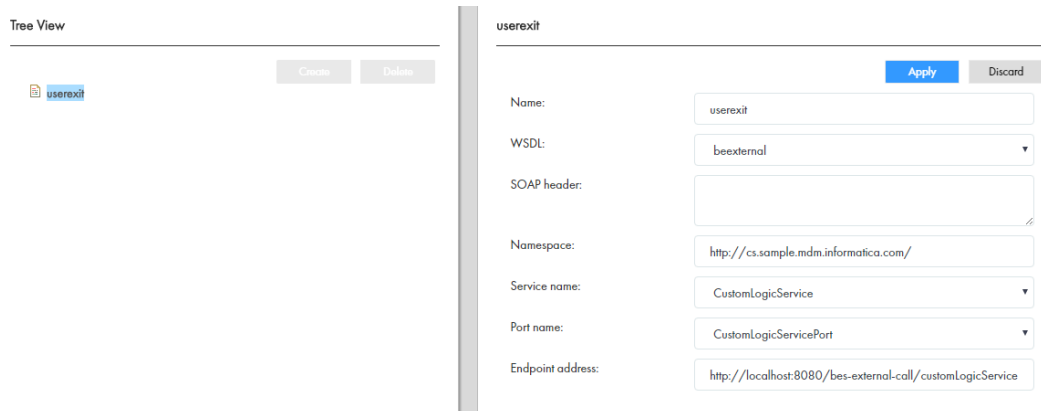 Tree View
Create Delete
userexit
userexit
Apply Discard
Name: userexit
WSDL: beexternal
SOAP header:
Namespace: http://cs.sample.mdm.informatica.com/
Service name: CustomLogicService
Port name: CustomLogicServicePort
Endpoint address: http://localhost:8080/bes-external-call/customLogicService